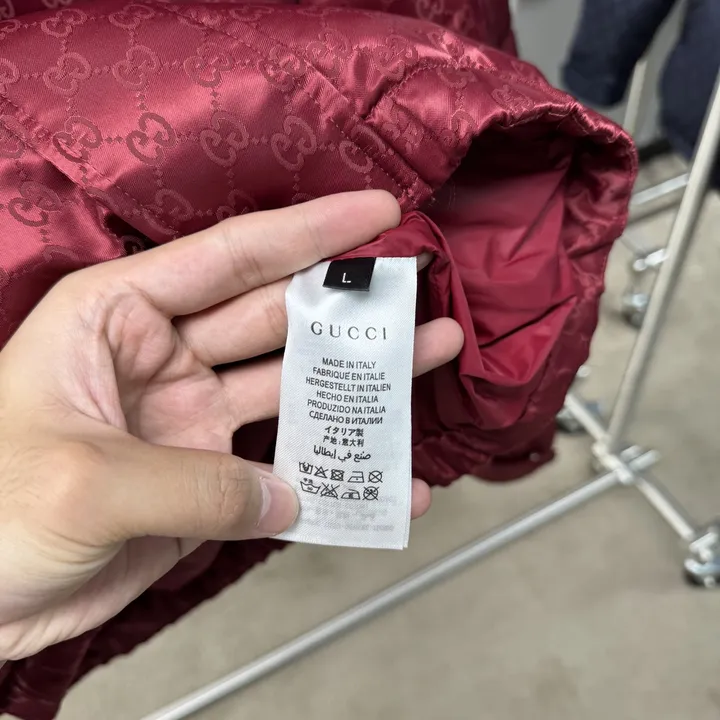 L
GUCCI
MADE IN ITALY
FABRIQUÉ EN ITALIE
HERGESTELLT IN ITALIEN
HECHO EN ITALIA
PRODUZIDO NA ITALIA
СДЕЛАНО В ИТАЛИИ
イタリア製
产地：意大利
صنع في إيطاليا